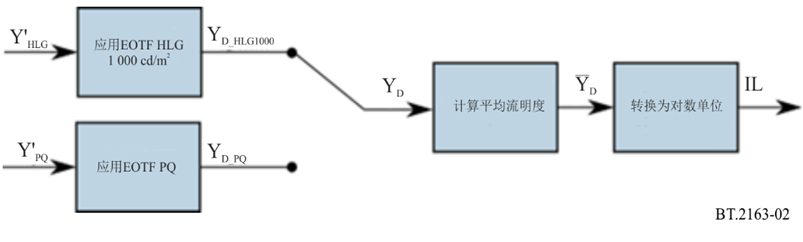 Y'HLG
应用EOTF HLG
1 000 cd/m²
YD_HLG1000
YD
计算平均流明度
ȲD
转换为对数单位
IL
Y'PQ
应用EOTF PQ
YD_PQ
BT.2163-02